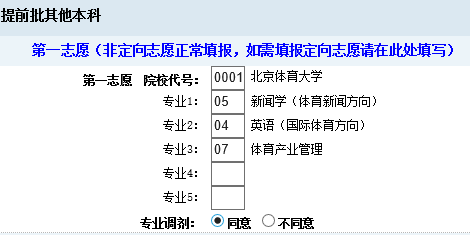 提前批其他本科
第一志愿（非定向志愿正常填报，如需填报定向志愿请在此处填写）
第一志愿 院校代号： 0001 北京体育大学
专业1： 05 新闻学（体育新闻方向）
专业2： 04 英语（国际体育方向）
专业3： 07 体育产业管理
专业4：
专业5：
专业调剂： 同意 不同意